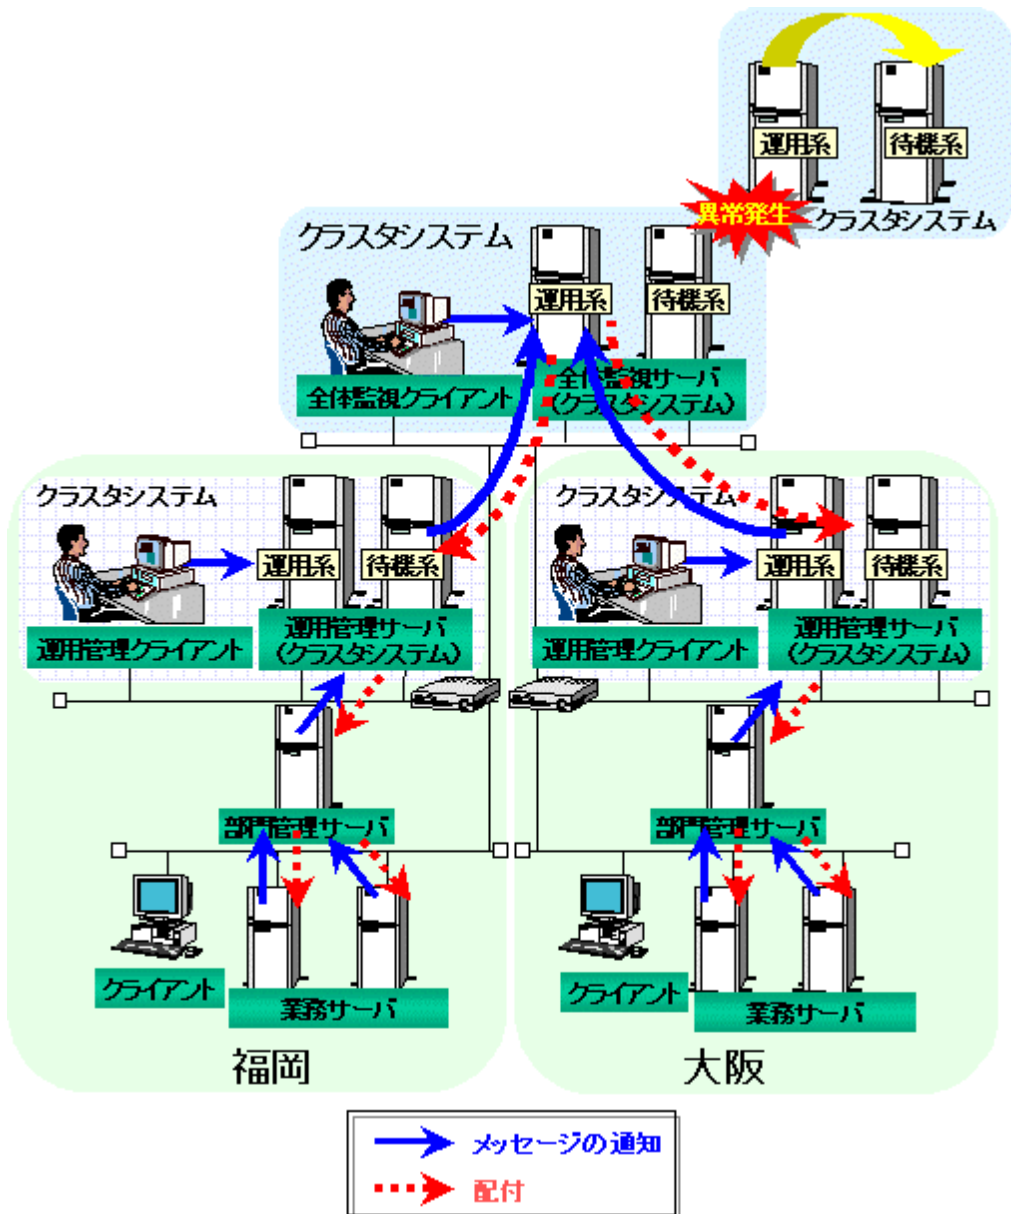 運用系
待機系
異常発生
クラスタシステム
クラスタシステム
運用系
待機系
全体監視クライアント
全体監視サーバ
(クラスタシステム)
クラスタシステム
運用系
待機系
運用管理クライアント
運用管理サーバ
(クラスタシステム)
クラスタシステム
運用系
待機系
運用管理クライアント
運用管理サーバ
(クラスタシステム)
部門管理サーバ
部門管理サーバ
クライアント
業務サーバ
クライアント
業務サーバ
福岡
大阪
メッセージの通知
配付